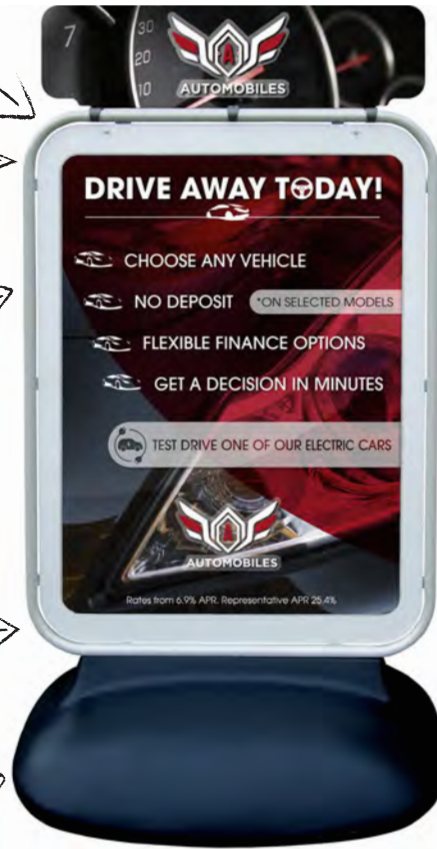 7
30
20
10
A
AUTOMOBILES
DRIVE AWAY TODAY!
CHOOSE ANY VEHICLE
NO DEPOSIT *ON SELECTED MODELS
FLEXIBLE FINANCE OPTIONS
GET A DECISION IN MINUTES
TEST DRIVE ONE OF OUR ELECTRIC CARS
A
AUTOMOBILES
Rates from 6.9% APR. Representative APR 25.4%